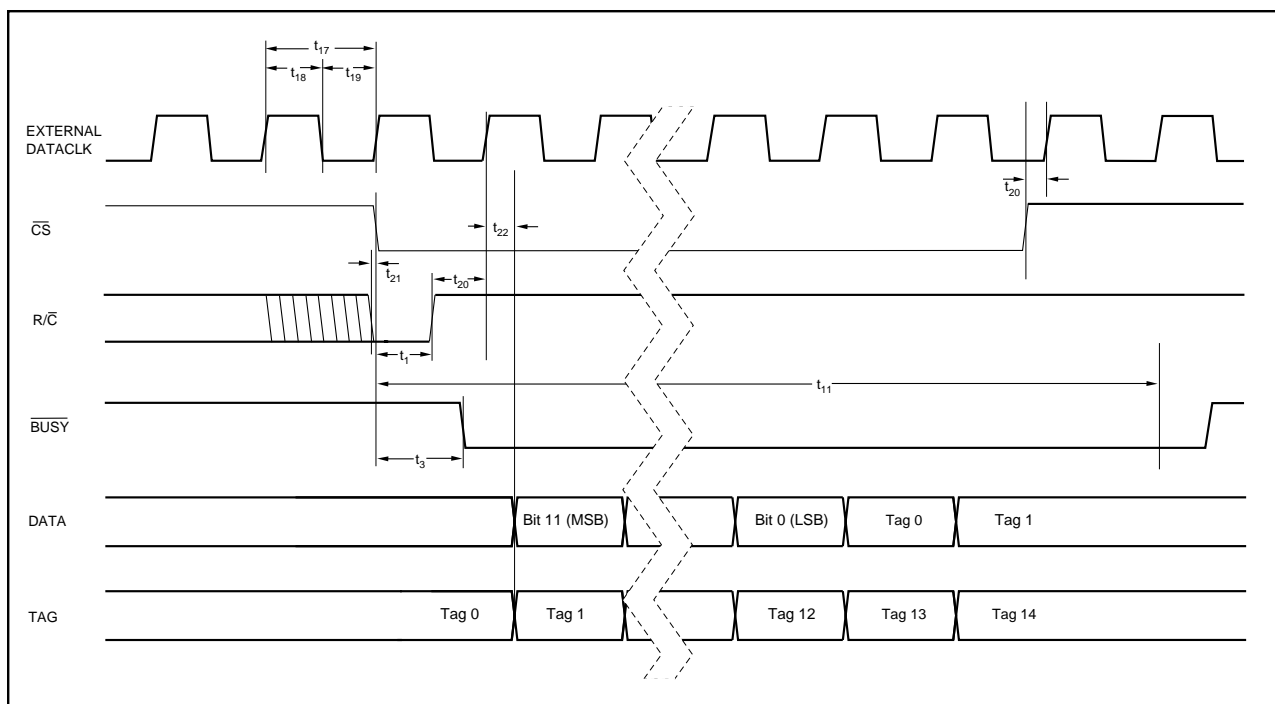 t17
t18 t19
EXTERNAL
DATACLK
t20
CS
t22
t21
t20
R/C
t1
t11
BUSY
t3
DATA
Bit 11 (MSB) Bit 0 (LSB) Tag 0 Tag 1
TAG
Tag 0 Tag 1 Tag 12 Tag 13 Tag 14